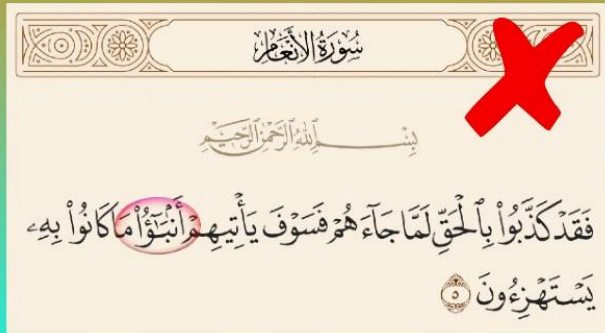 سُورَةُ الأَنْعَامِ
بِسْمِ ٱللَّهِ ٱلرَّحْمَٰنِ ٱلرَّحِيمِ
فَقَدْ كَذَّبُوا۟ بِٱلْحَقِّ لَمَّا جَآءَهُمْ فَسَوْفَ يَأْتِيهِمْ أَنۢبَٰٓؤُا۟ مَا كَانُوا۟ بِهِۦ
يَسْتَهْزِءُونَ ٥